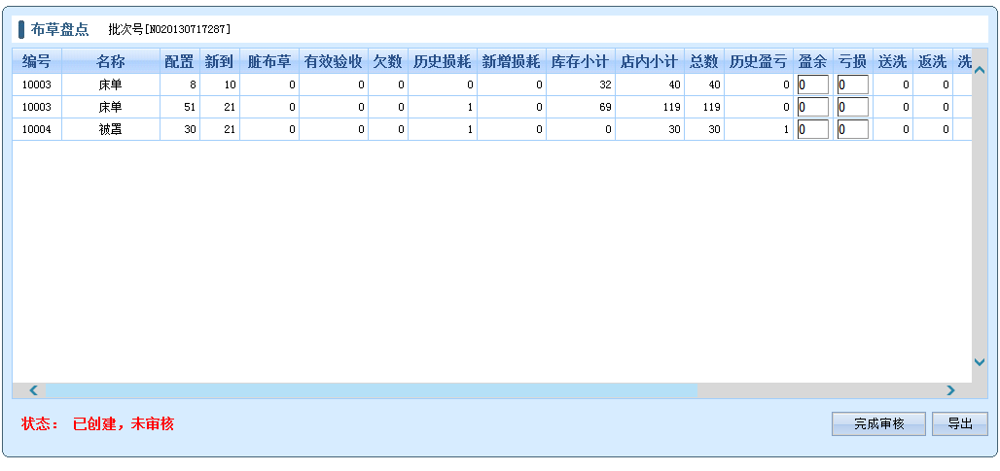 布草盘点 批次号[NO20130717287]
编号 名称 配置 新到 脏布草 有效验收 欠数 历史损耗 新增损耗 库存小计 店内小计 总数 历史盈亏 盈余 亏损 送洗 返洗 洗
10003 床单 8 10 0 0 0 0 0 32 40 40 0 0 0 0 0
10003 床单 51 21 0 0 0 1 0 69 119 119 0 0 0 0 0
10004 被罩 30 21 0 0 0 1 0 0 30 30 1 0 0 0 0
状态： 已创建，未审核 完成审核 导出